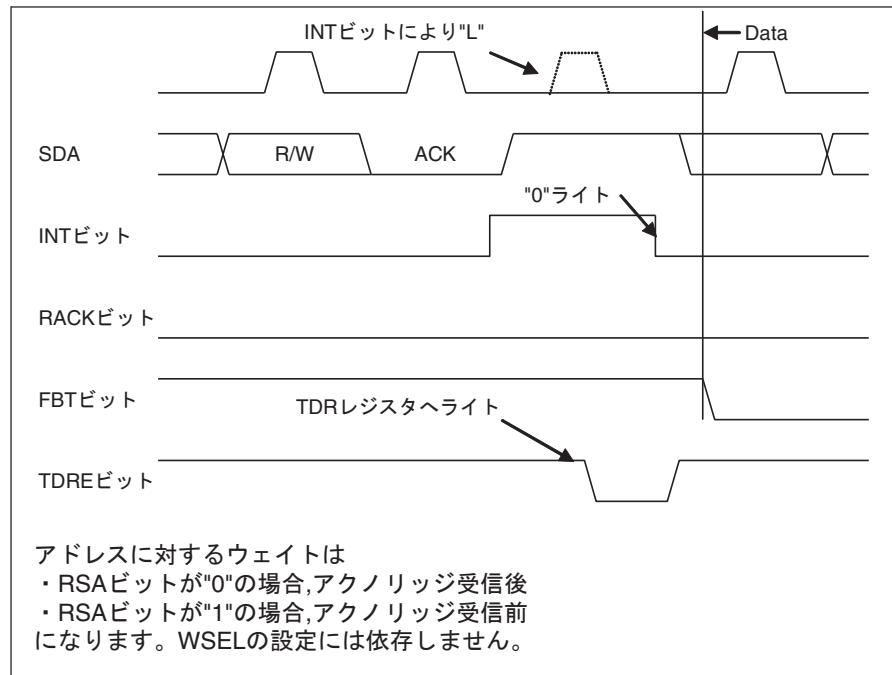 INTビットにより"L"
Data
SDA
R/W
ACK
"0"ライト
INTビット
RACKビット
FBTビット
TDRレジスタへライト
TDREビット
アドレスに対するウェイトは
・RSAビットが"0"の場合,アクノリッジ受信後
・RSAビットが"1"の場合,アクノリッジ受信前
になります。WSELの設定には依存しません。